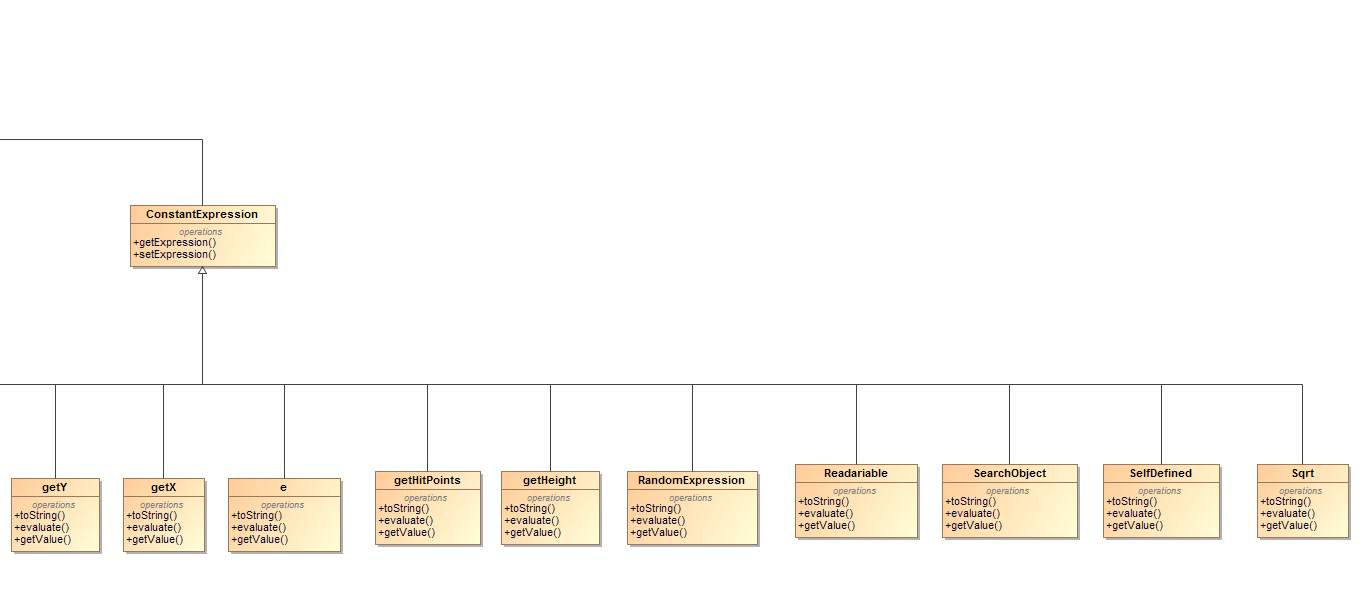 ConstantExpression
operations
+getExpression()
+setExpression()
getY
operations
+toString()
+evaluate()
+getValue()
getX
operations
+toString()
+evaluate()
+getValue()
e
operations
+toString()
+evaluate()
+getValue()
getHitPoints
operations
+toString()
+evaluate()
+getValue()
getHeight
operations
+toString()
+evaluate()
+getValue()
RandomExpression
operations
+toString()
+evaluate()
+getValue()
Readariable
operations
+toString()
+evaluate()
+getValue()
SearchObject
operations
+toString()
+evaluate()
+getValue()
SelfDefined
operations
+toString()
+evaluate()
+getValue()
Sqrt
operations
+toString()
+evaluate()
+getValue()